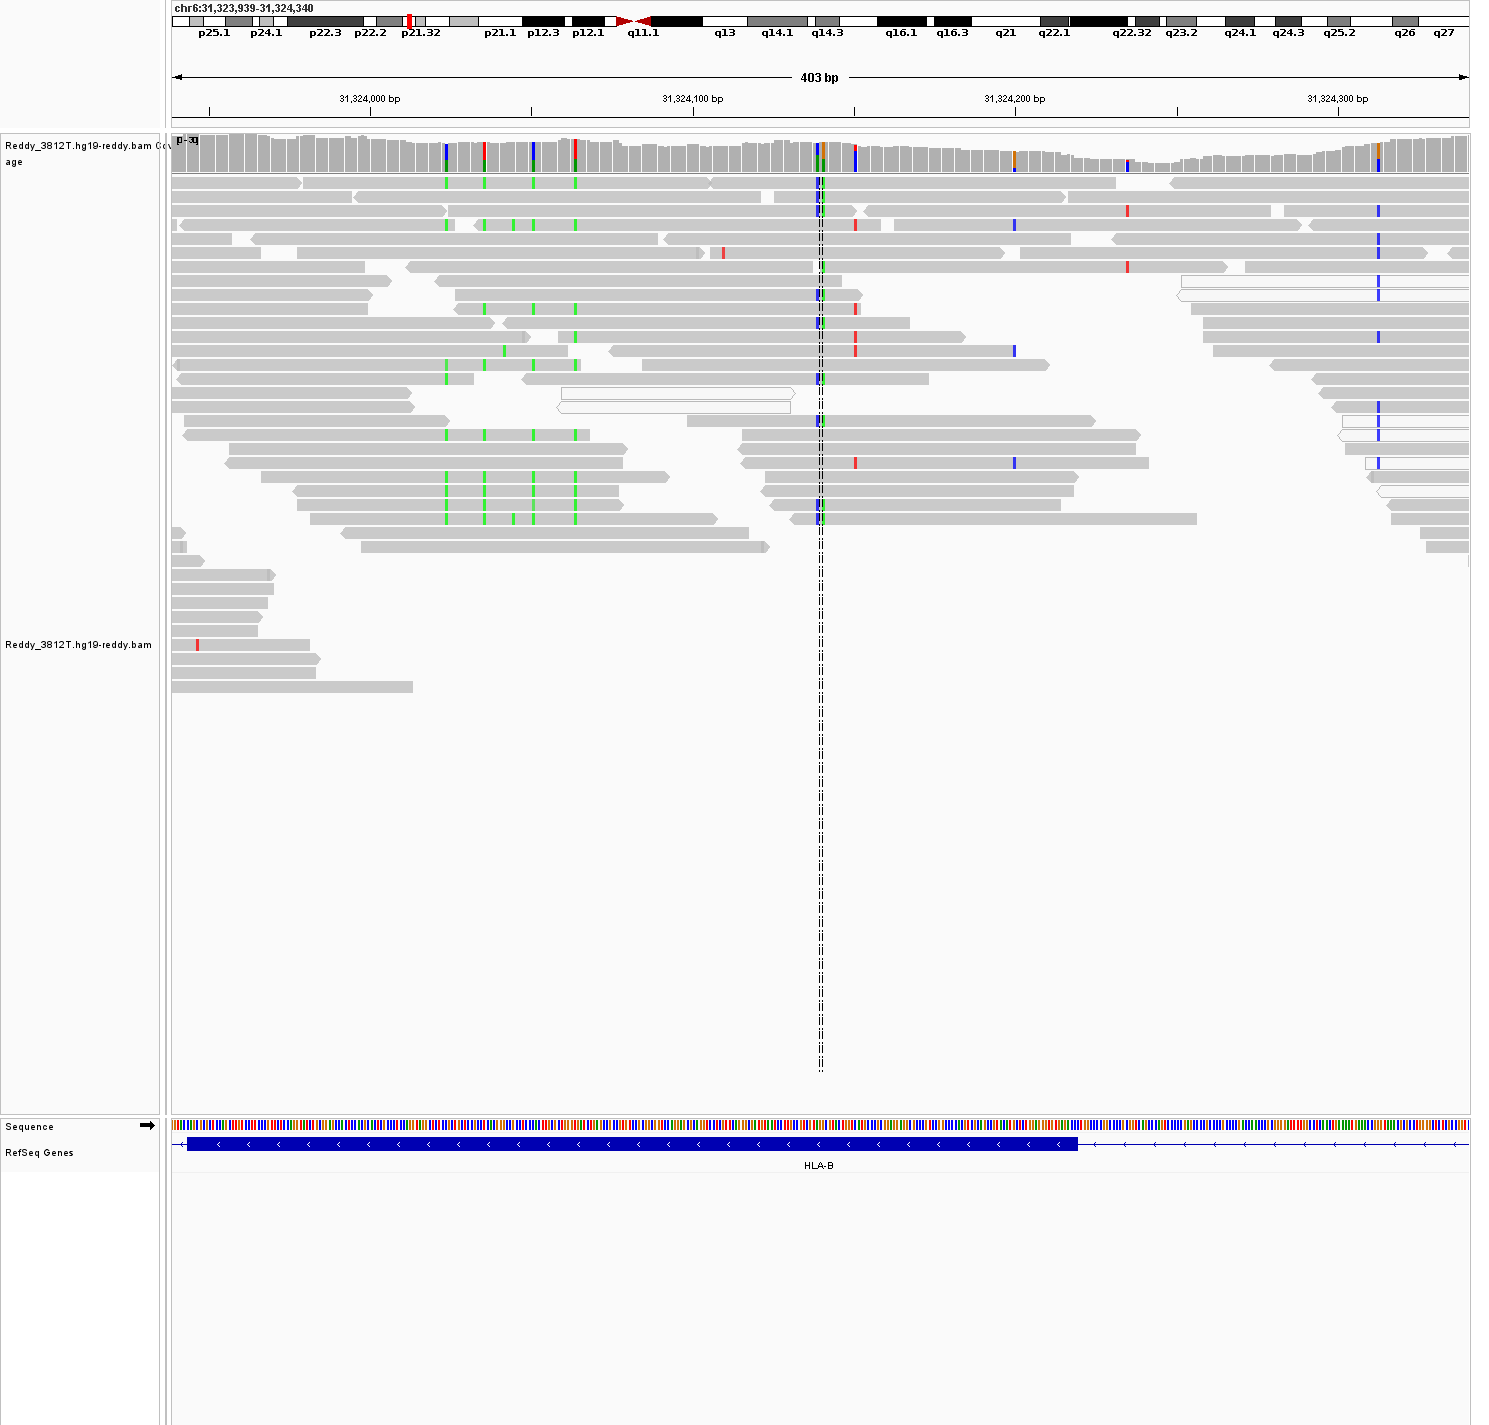 chr6:31,323,939-31,324,340
p25.1 p24.1 p22.3 p22.2 p21.32 p21.1 p12.3 p12.1 q11.1 q13 q14.1 q14.3 q16.1 q16.3 q21 q22.1 q22.32 q23.2 q24.1 q24.3 q25.2 q26 q27
403 bp
31,324,000 bp 31,324,100 bp 31,324,200 bp 31,324,300 bp
Reddy_3812T.hg19-reddy.bam Cov
age
Reddy_3812T.hg19-reddy.bam
Sequence
RefSeq Genes
HLA-B